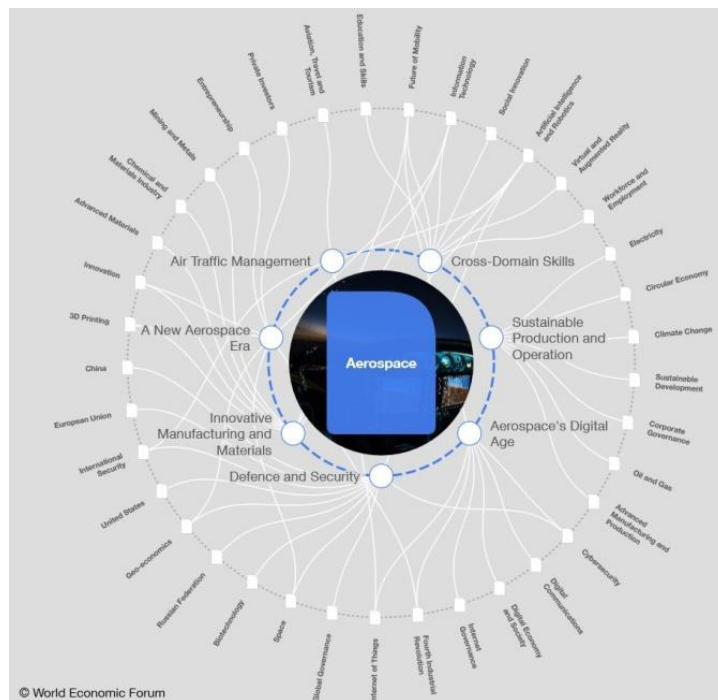 Aviation, Travel and
Tourism
Education and Skills
Future of Mobility
Information
Technology
Social Innovation
Artificial Intelligence
and Robotics
Virtual and
Augmented Reality
Workforce and
Employment
Electricity
Circular Economy
Climate Change
Sustainable
Development
Corporate
Governance
Oil and Gas
Advanced
Manufacturing and
Production
Cybersecurity
Digital
Communications
Digital Economy
and Society
Internet
Governance
Fourth Industrial
Revolution
Internet of Things
Global Governance
Space
Biotechnology
Russian Federation
Geo-economics
United States
International
Security
European Union
China
3D Printing
Innovation
Advanced Materials
Chemical and
Materials Industry
Mining and Metals
Entrepreneurship
Private Investors
Air Traffic Management
Cross-Domain Skills
A New Aerospace
Era
Sustainable
Production and
Operation
Aerospace
Innovative
Manufacturing and
Materials
Aerospace's Digital
Age
Defence and Security
© World Economic Forum